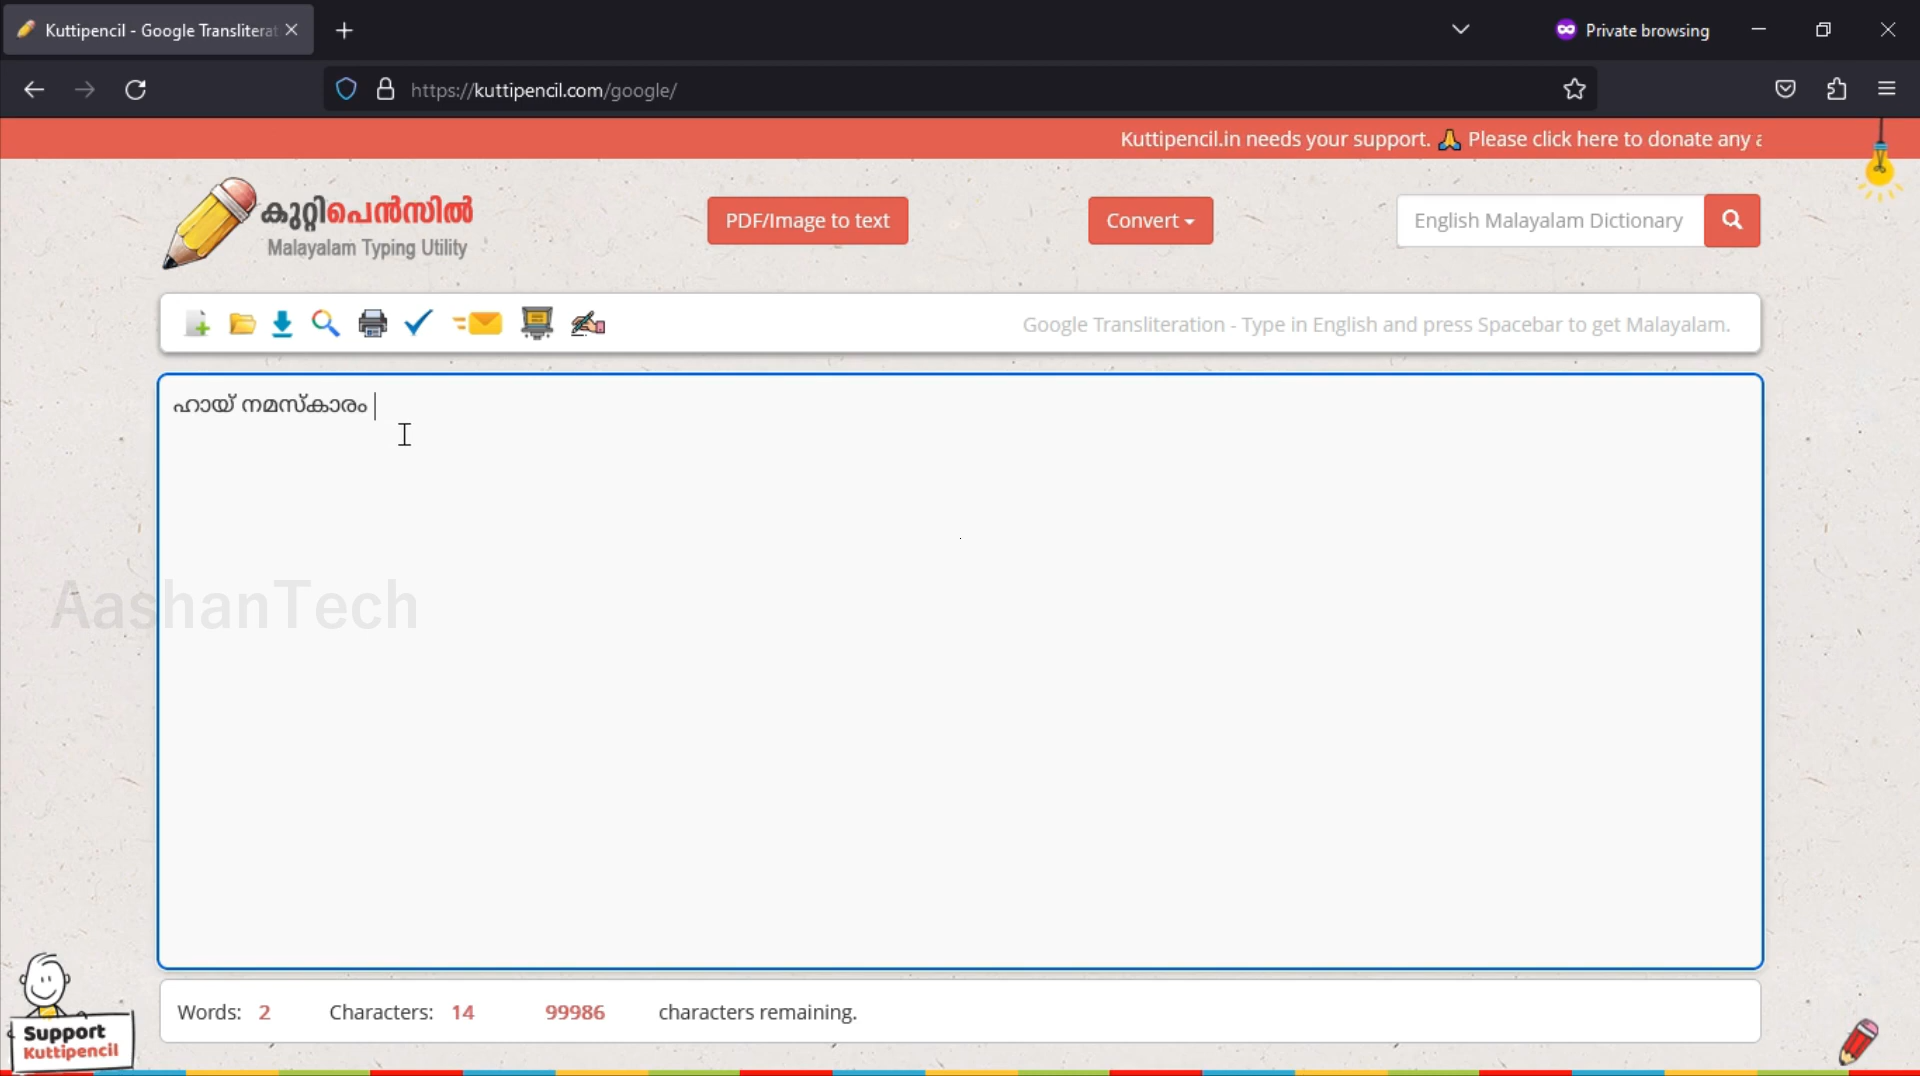 Kuttipencil - Google Translitera
Private browsing
https://kuttipencil.com/google/
Kuttipencil.in needs your support. 🙏 Please click here to donate any a
കുറ്റിപെൻസിൽ
Malayalam Typing Utility
PDF/Image to text
Convert
English Malayalam Dictionary
Google Transliteration - Type in English and press Spacebar to get Malayalam.
ഹായ് നമസ്കാരം
AashanTech
Words: 2 Characters: 14 99986 characters remaining.
Support
Kuttipencil